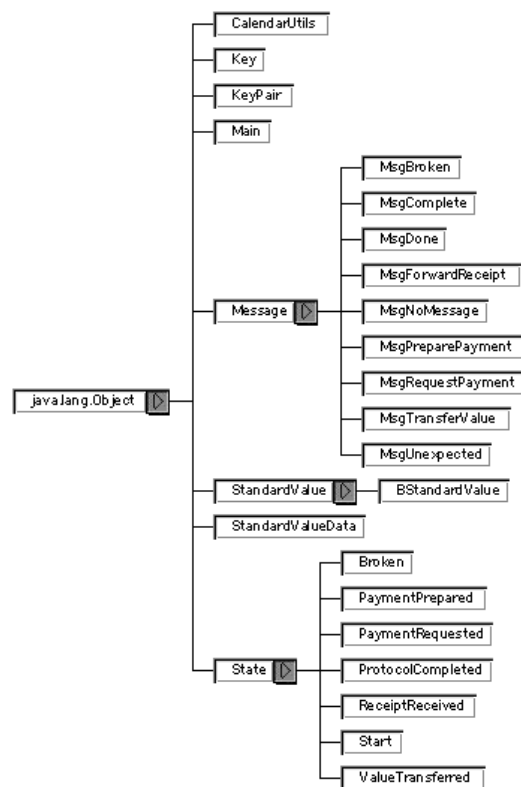 CalendarUtils
Key
KeyPair
Main
MsgBroken
MsgComplete
MsgDone
MsgForwardReceipt
Message
MsgNoMessage
MsgPreparePayment
MsgRequestPayment
java.lang.Object
MsgTransferValue
MsgUnexpected
StandardValue
BStandardValue
StandardValueData
Broken
PaymentPrepared
PaymentRequested
State
ProtocolCompleted
ReceiptReceived
Start
ValueTransferred